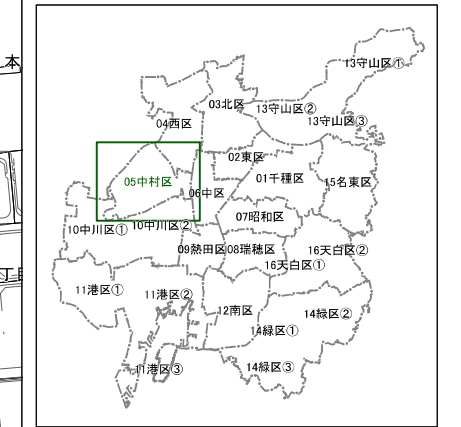 本
丁目
13守山区①
03北区
13守山区②
13守山区③
04西区
02東区
05中村区
01千種区
15名東区
06中区
07昭和区
10中川区①
10中川区②
09熱田区
08瑞穂区
16天白区②
16天白区①
11港区①
11港区②
12南区
14緑区②
14緑区①
11港区③
14緑区③